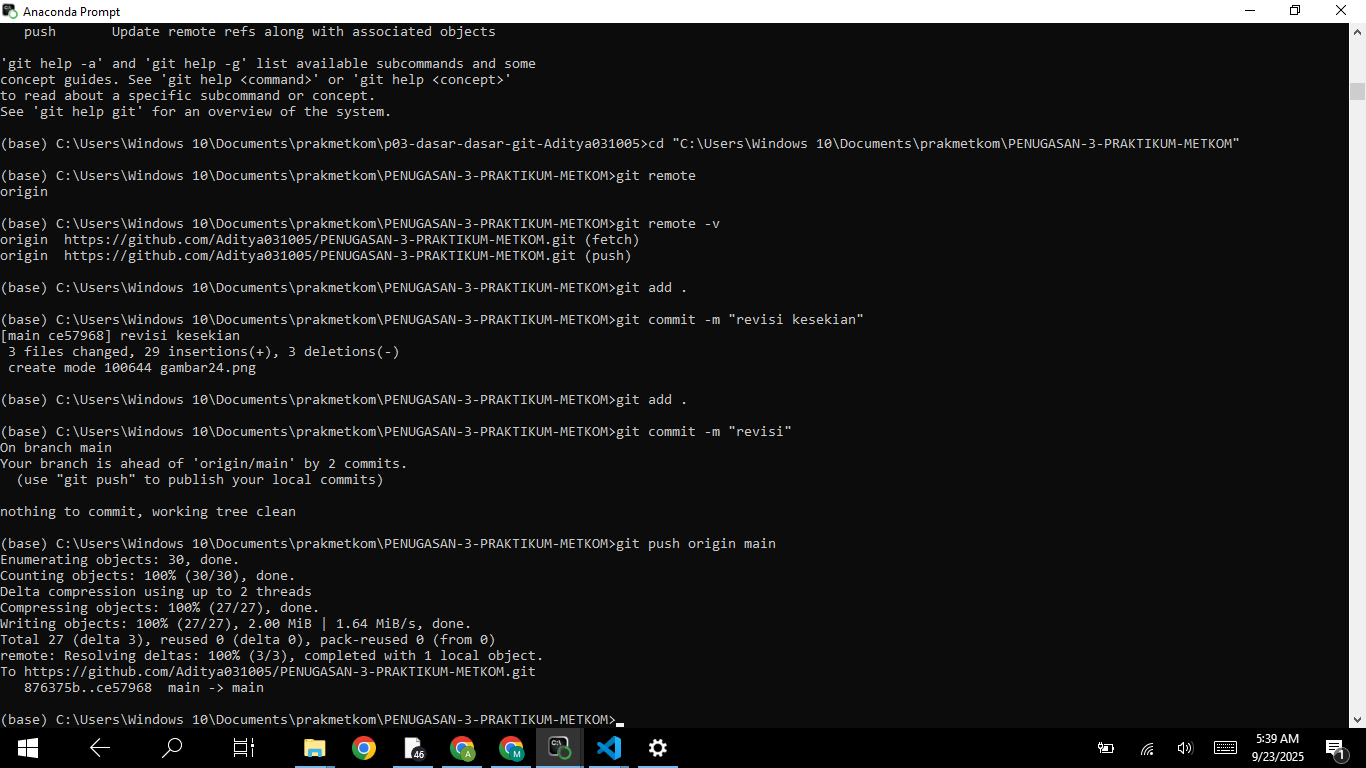 Anaconda Prompt
push       Update remote refs along with associated objects
'git help -a' and 'git help -g' list available subcommands and some
concept guides. See 'git help <command>' or 'git help <concept>'
to read about a specific subcommand or concept.
See 'git help git' for an overview of the system.
(base) C:\Users\Windows 10\Documents\prakmetkom\p03-dasar-dasar-git-Aditya031005>cd "C:\Users\Windows 10\Documents\prakmetkom\PENUGASAN-3-PRAKTIKUM-METKOM"
(base) C:\Users\Windows 10\Documents\prakmetkom\PENUGASAN-3-PRAKTIKUM-METKOM>git remote
origin
(base) C:\Users\Windows 10\Documents\prakmetkom\PENUGASAN-3-PRAKTIKUM-METKOM>git remote -v
origin  https://github.com/Aditya031005/PENUGASAN-3-PRAKTIKUM-METKOM.git (fetch)
origin  https://github.com/Aditya031005/PENUGASAN-3-PRAKTIKUM-METKOM.git (push)
(base) C:\Users\Windows 10\Documents\prakmetkom\PENUGASAN-3-PRAKTIKUM-METKOM>git add .
(base) C:\Users\Windows 10\Documents\prakmetkom\PENUGASAN-3-PRAKTIKUM-METKOM>git commit -m "revisi kesekian"
[main ce57968] revisi kesekian
3 files changed, 29 insertions(+), 3 deletions(-)
create mode 100644 gambar24.png
(base) C:\Users\Windows 10\Documents\prakmetkom\PENUGASAN-3-PRAKTIKUM-METKOM>git add .
(base) C:\Users\Windows 10\Documents\prakmetkom\PENUGASAN-3-PRAKTIKUM-METKOM>git commit -m "revisi"
On branch main
Your branch is ahead of 'origin/main' by 2 commits.
(use "git push" to publish your local commits)
nothing to commit, working tree clean
(base) C:\Users\Windows 10\Documents\prakmetkom\PENUGASAN-3-PRAKTIKUM-METKOM>git push origin main
Enumerating objects: 30, done.
Counting objects: 100% (30/30), done.
Delta compression using up to 2 threads
Compressing objects: 100% (27/27), done.
Writing objects: 100% (27/27), 2.00 MiB | 1.64 MiB/s, done.
Total 27 (delta 3), reused 0 (delta 0), pack-reused 0 (from 0)
remote: Resolving deltas: 100% (3/3), completed with 1 local object.
To https://github.com/Aditya031005/PENUGASAN-3-PRAKTIKUM-METKOM.git
876375b..ce57968  main -> main
(base) C:\Users\Windows 10\Documents\prakmetkom\PENUGASAN-3-PRAKTIKUM-METKOM>
46
A
M
C:\
5:39 AM
9/23/2025
1